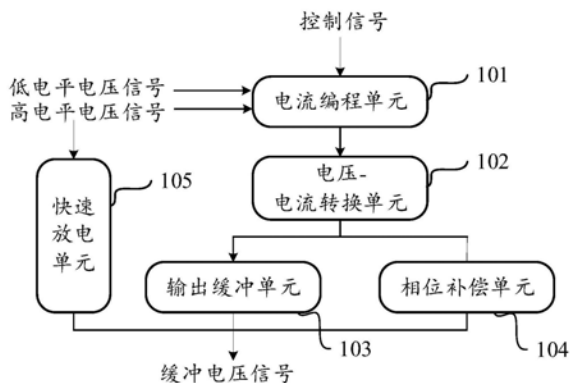 控制信号
101
低电平电压信号
高电平电压信号
电流编程单元
102
电压-
电流转换单元
105
快速
放电
单元
输出缓冲单元
相位补偿单元
103
104
缓冲电压信号